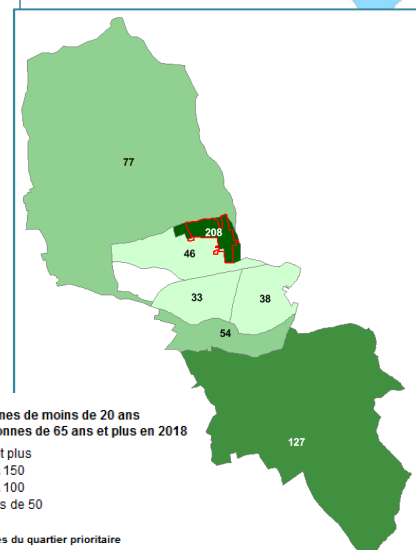 77
208
46
33
38
54
127
nes de moins de 20 ans
onnes de 65 ans et plus en 2018
t plus
150
100
s de 50
es du quartier prioritaire